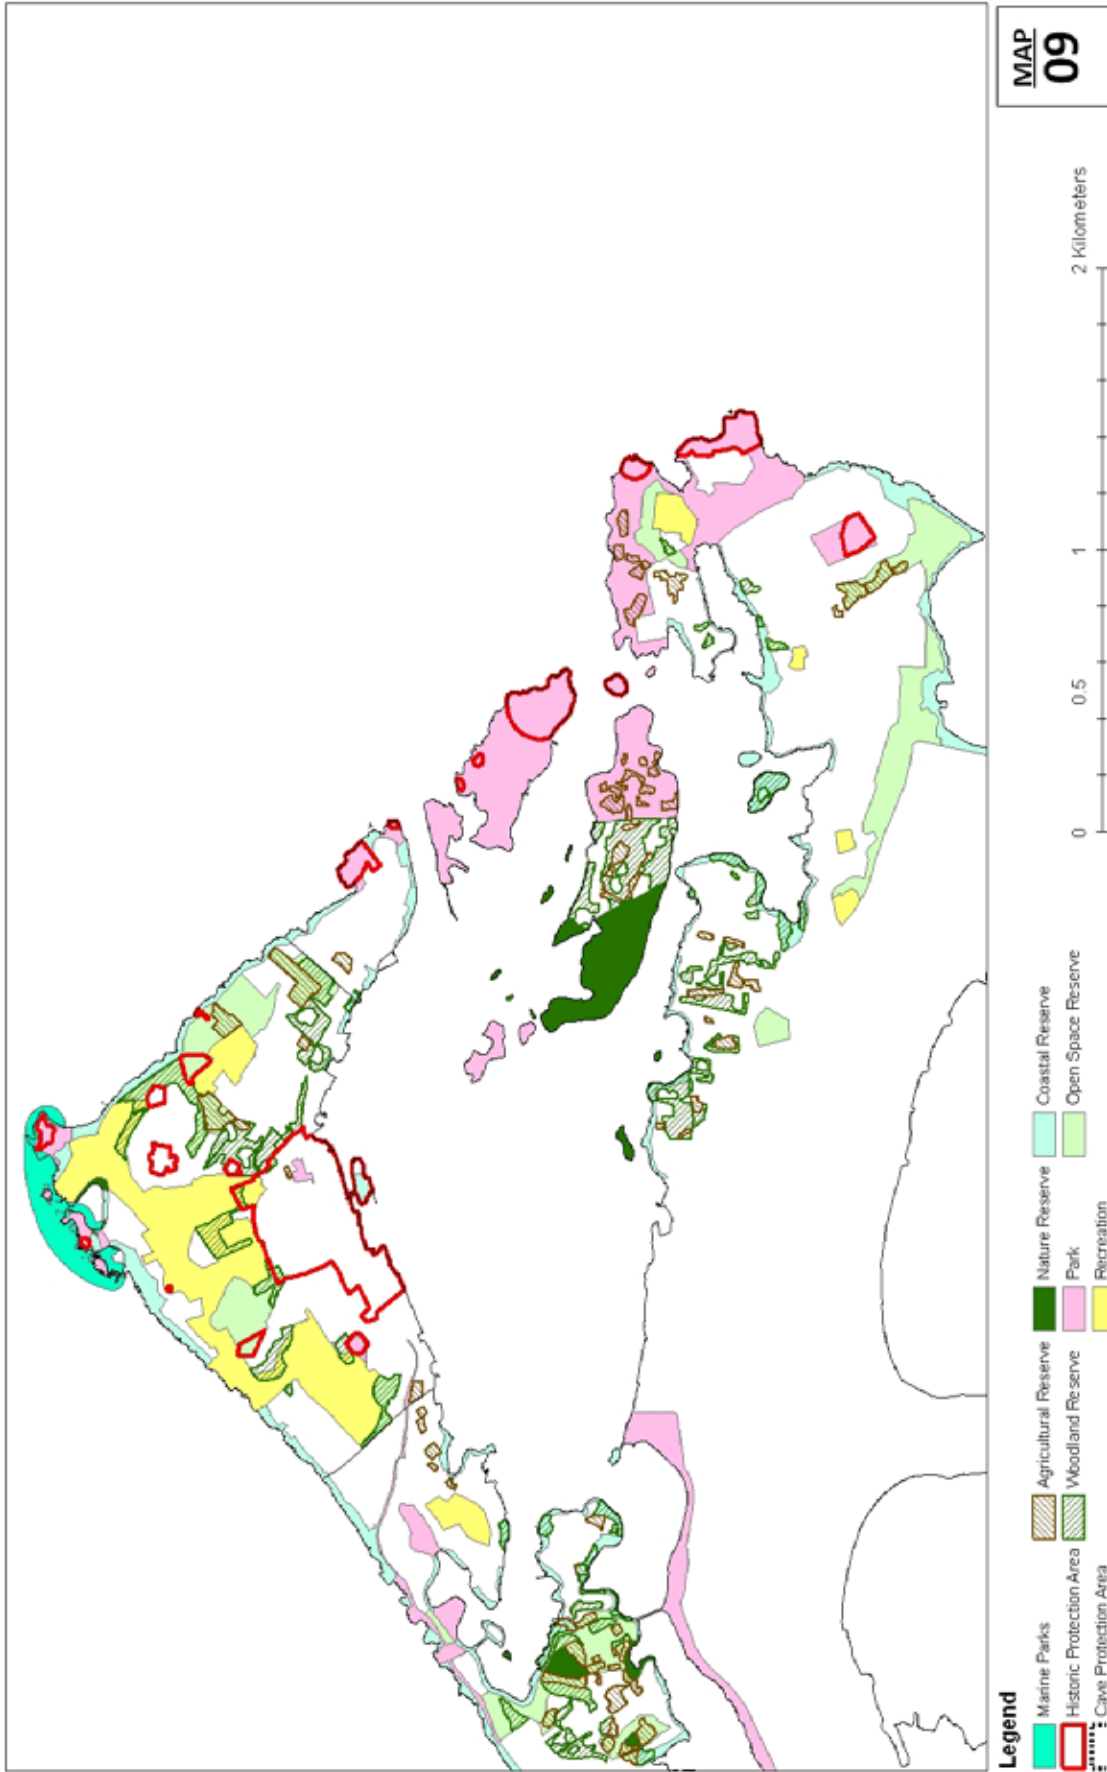 MAP
09
0 0.5 1 2 Kilometers
Legend
Marine Parks
Historic Protection Area
Cave Protection Area
Agricultural Reserve
Woodland Reserve
Nature Reserve
Park
Recreation
Coastal Reserve
Open Space Reserve